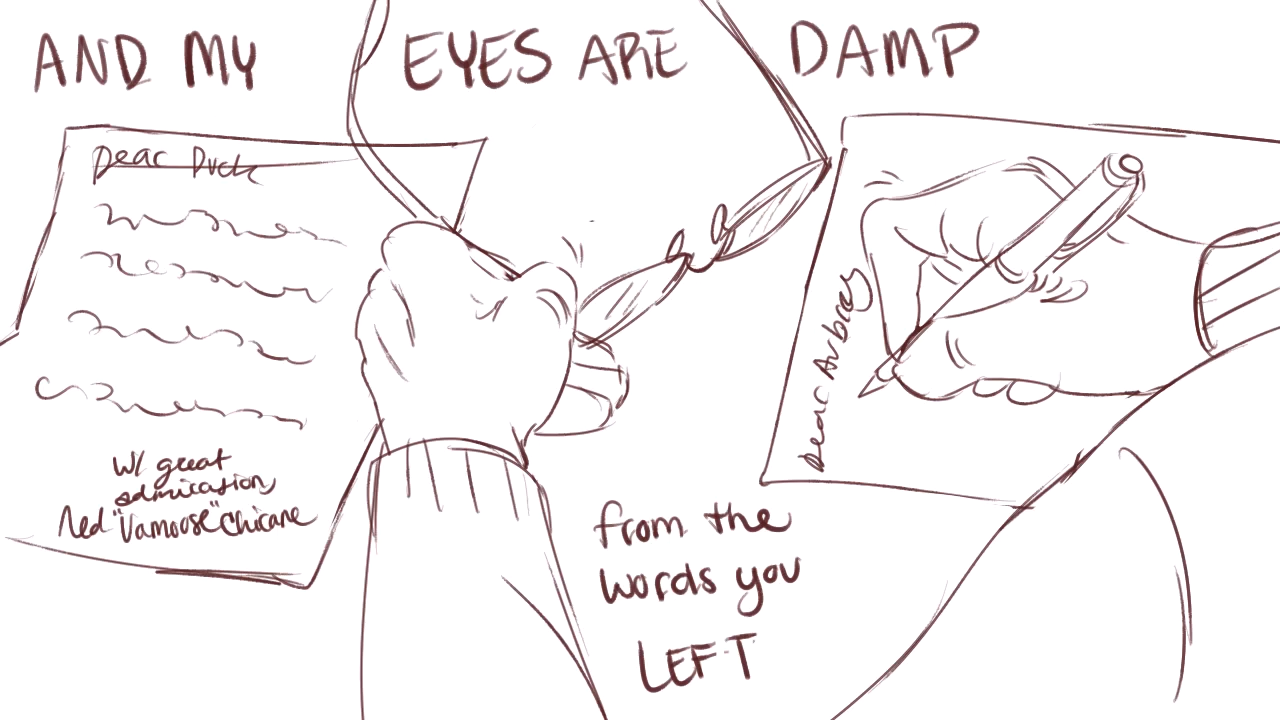 AND MY EYES ARE DAMP
Dear Duck
w/ great
admiration,
Ned "Vamoose" Chicane
Dear Aubrey
from the
words you
LEFT